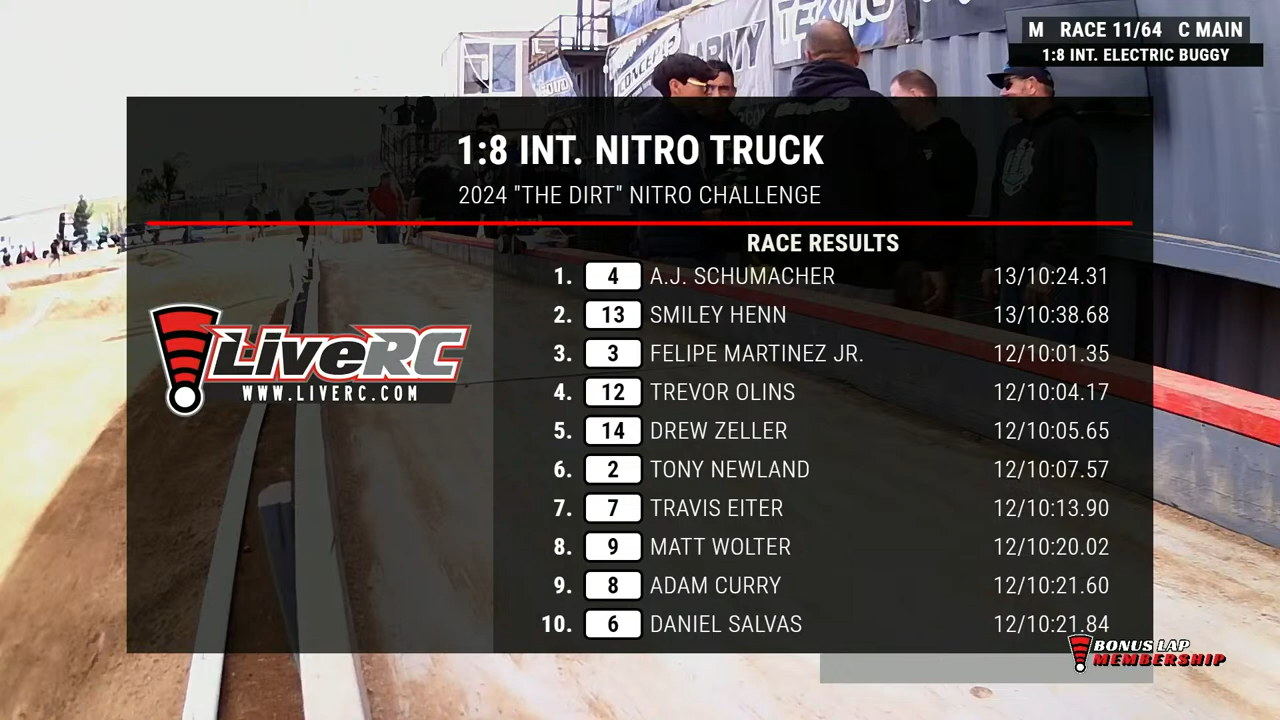 M RACE 11/64 C MAIN
1:8 INT. ELECTRIC BUGGY
TEKNO
ARMY
1:8 INT. NITRO TRUCK
2024 "THE DIRT" NITRO CHALLENGE
RACE RESULTS
1. 4 A.J. SCHUMACHER 13/10:24.31
2. 13 SMILEY HENN 13/10:38.68
3. 3 FELIPE MARTINEZ JR. 12/10:01.35
4. 12 TREVOR OLINS 12/10:04.17
5. 14 DREW ZELLER 12/10:05.65
6. 2 TONY NEWLAND 12/10:07.57
7. 7 TRAVIS EITER 12/10:13.90
8. 9 MATT WOLTER 12/10:20.02
9. 8 ADAM CURRY 12/10:21.60
10. 6 DANIEL SALVAS 12/10:21.84
LiveRC
WWW.LIVERC.COM
BONUS LAP
MEMBERSHIP